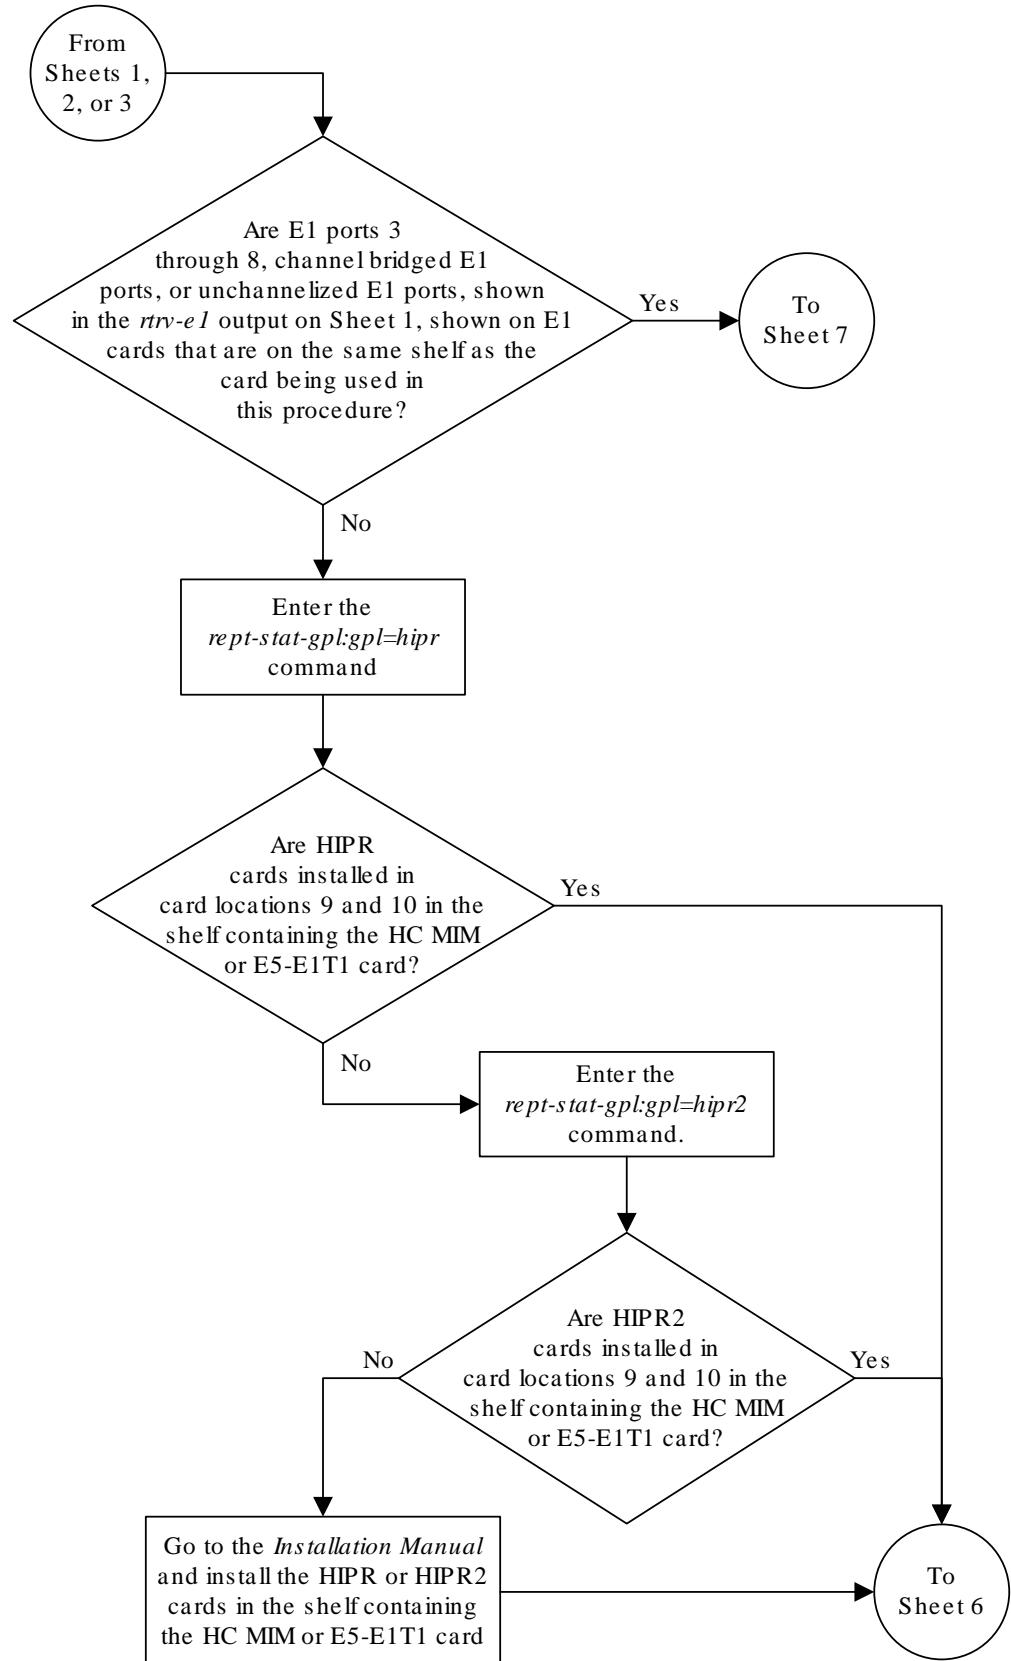 From
Sheets 1,
2, or 3
Are E1 ports 3
through 8, channel bridged E1
ports, or unchannelized E1 ports, shown
in the rtrv-e1 output on Sheet 1, shown on E1
cards that are on the same shelf as the
card being used in
this procedure?
Yes
To
Sheet 7
No
Enter the
rept-stat-gpl:gpl=hipr
command
Are HIPR
cards installed in
card locations 9 and 10 in the
shelf containing the HC MIM
or E5-E1T1 card?
Yes
No
Enter the
rept-stat-gpl:gpl=hipr2
command.
Are HIPR2
cards installed in
card locations 9 and 10 in the
shelf containing the HC MIM
or E5-E1T1 card?
No
Yes
Go to the Installation Manual
and install the HIPR or HIPR2
cards in the shelf containing
the HC MIM or E5-E1T1 card
To
Sheet 6